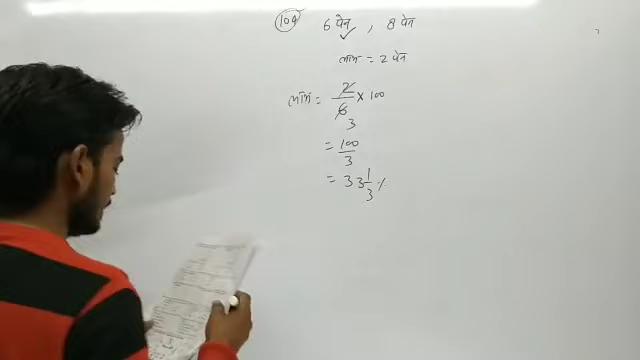 104 6 पेन , 8 पेन
लाभ = 2 पेन
लाभ = 2/6 × 100
3
= 100/3
= 33 1/3 %